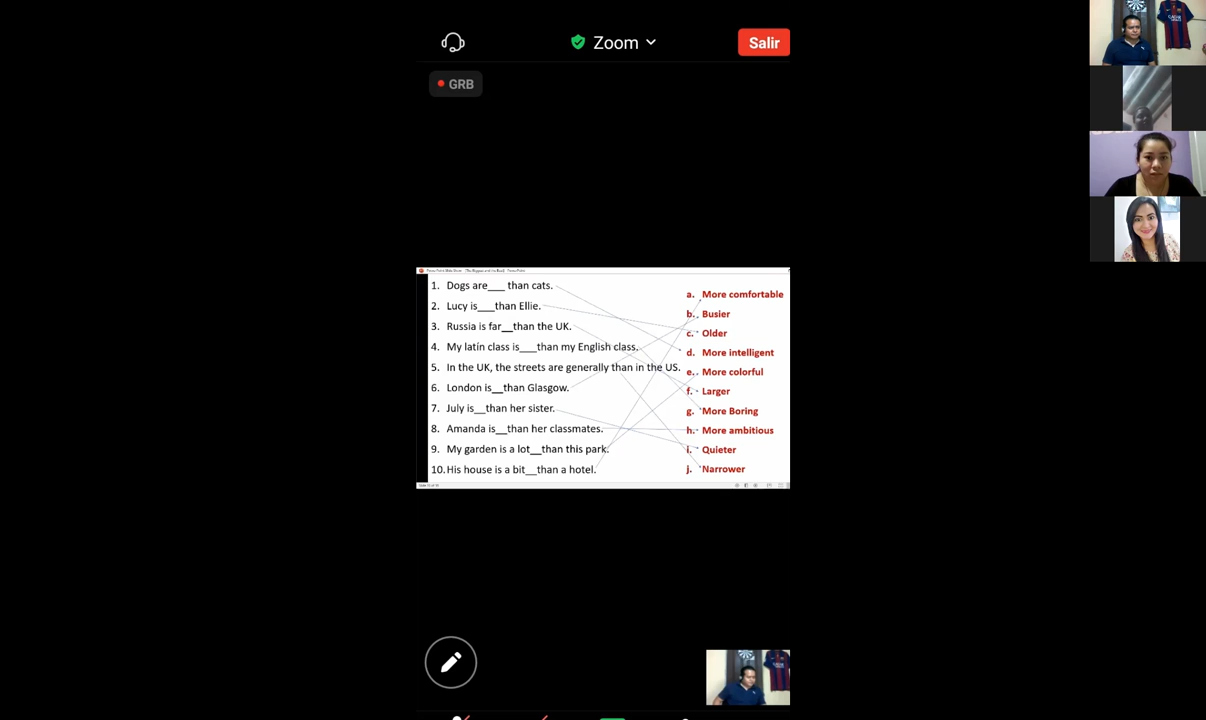 Zoom
Salir
GRB
1. Dogs are___ than cats.
2. Lucy is___than Ellie.
3. Russia is far__than the UK.
4. My latín class is___than my English class.
5. In the UK, the streets are generally than in the US.
6. London is__than Glasgow.
7. July is__than her sister.
8. Amanda is__than her classmates.
9. My garden is a lot__than this park.
10. His house is a bit__than a hotel.
a. More comfortable
b. Busier
c. Older
d. More intelligent
e. More colorful
f. Larger
g. More Boring
h. More ambitious
i. Quieter
j. Narrower